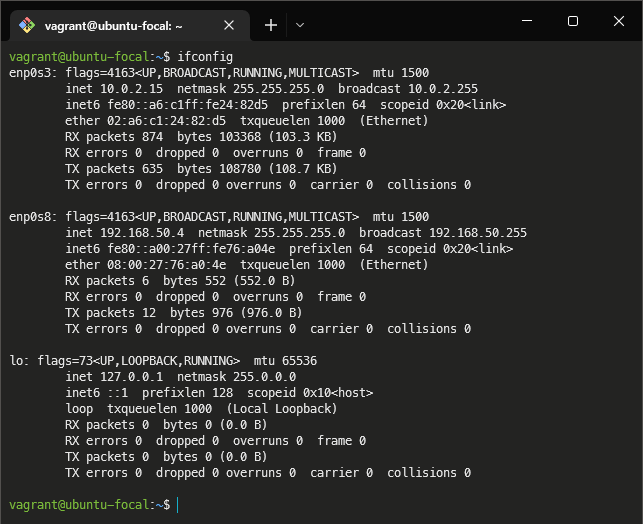 vagrant@ubuntu-focal: ~
vagrant@ubuntu-focal:~$ ifconfig
enp0s3: flags=4163<UP,BROADCAST,RUNNING,MULTICAST>  mtu 1500
        inet 10.0.2.15  netmask 255.255.255.0  broadcast 10.0.2.255
        inet6 fe80::a6:c1ff:fe24:82d5  prefixlen 64  scopeid 0x20<link>
        ether 02:a6:c1:24:82:d5  txqueuelen 1000  (Ethernet)
        RX packets 874  bytes 103368 (103.3 KB)
        RX errors 0  dropped 0  overruns 0  frame 0
        TX packets 635  bytes 108780 (108.7 KB)
        TX errors 0  dropped 0 overruns 0  carrier 0  collisions 0

enp0s8: flags=4163<UP,BROADCAST,RUNNING,MULTICAST>  mtu 1500
        inet 192.168.50.4  netmask 255.255.255.0  broadcast 192.168.50.255
        inet6 fe80::a00:27ff:fe76:a04e  prefixlen 64  scopeid 0x20<link>
        ether 08:00:27:76:a0:4e  txqueuelen 1000  (Ethernet)
        RX packets 6  bytes 552 (552.0 B)
        RX errors 0  dropped 0  overruns 0  frame 0
        TX packets 12  bytes 976 (976.0 B)
        TX errors 0  dropped 0 overruns 0  carrier 0  collisions 0

lo: flags=73<UP,LOOPBACK,RUNNING>  mtu 65536
        inet 127.0.0.1  netmask 255.0.0.0
        inet6 ::1  prefixlen 128  scopeid 0x10<host>
        loop  txqueuelen 1000  (Local Loopback)
        RX packets 0  bytes 0 (0.0 B)
        RX errors 0  dropped 0  overruns 0  frame 0
        TX packets 0  bytes 0 (0.0 B)
        TX errors 0  dropped 0 overruns 0  carrier 0  collisions 0

vagrant@ubuntu-focal:~$